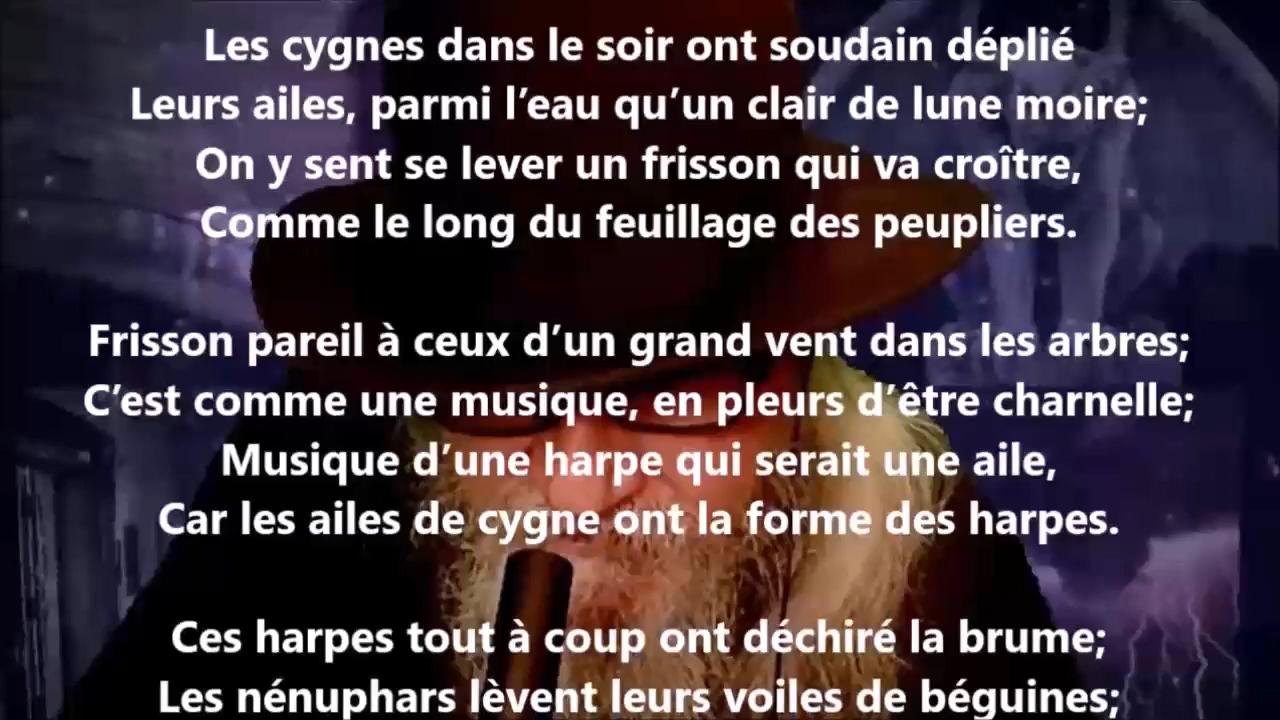 Les cygnes dans le soir ont soudain déplié
Leurs ailes, parmi l’eau qu’un clair de lune moire;
On y sent se lever un frisson qui va croître,
Comme le long du feuillage des peupliers.
Frisson pareil à ceux d’un grand vent dans les arbres;
C’est comme une musique, en pleurs d’être charnelle;
Musique d’une harpe qui serait une aile,
Car les ailes de cygne ont la forme des harpes.
Ces harpes tout à coup ont déchiré la brume;
Les nénuphars lèvent leurs voiles de béguines;